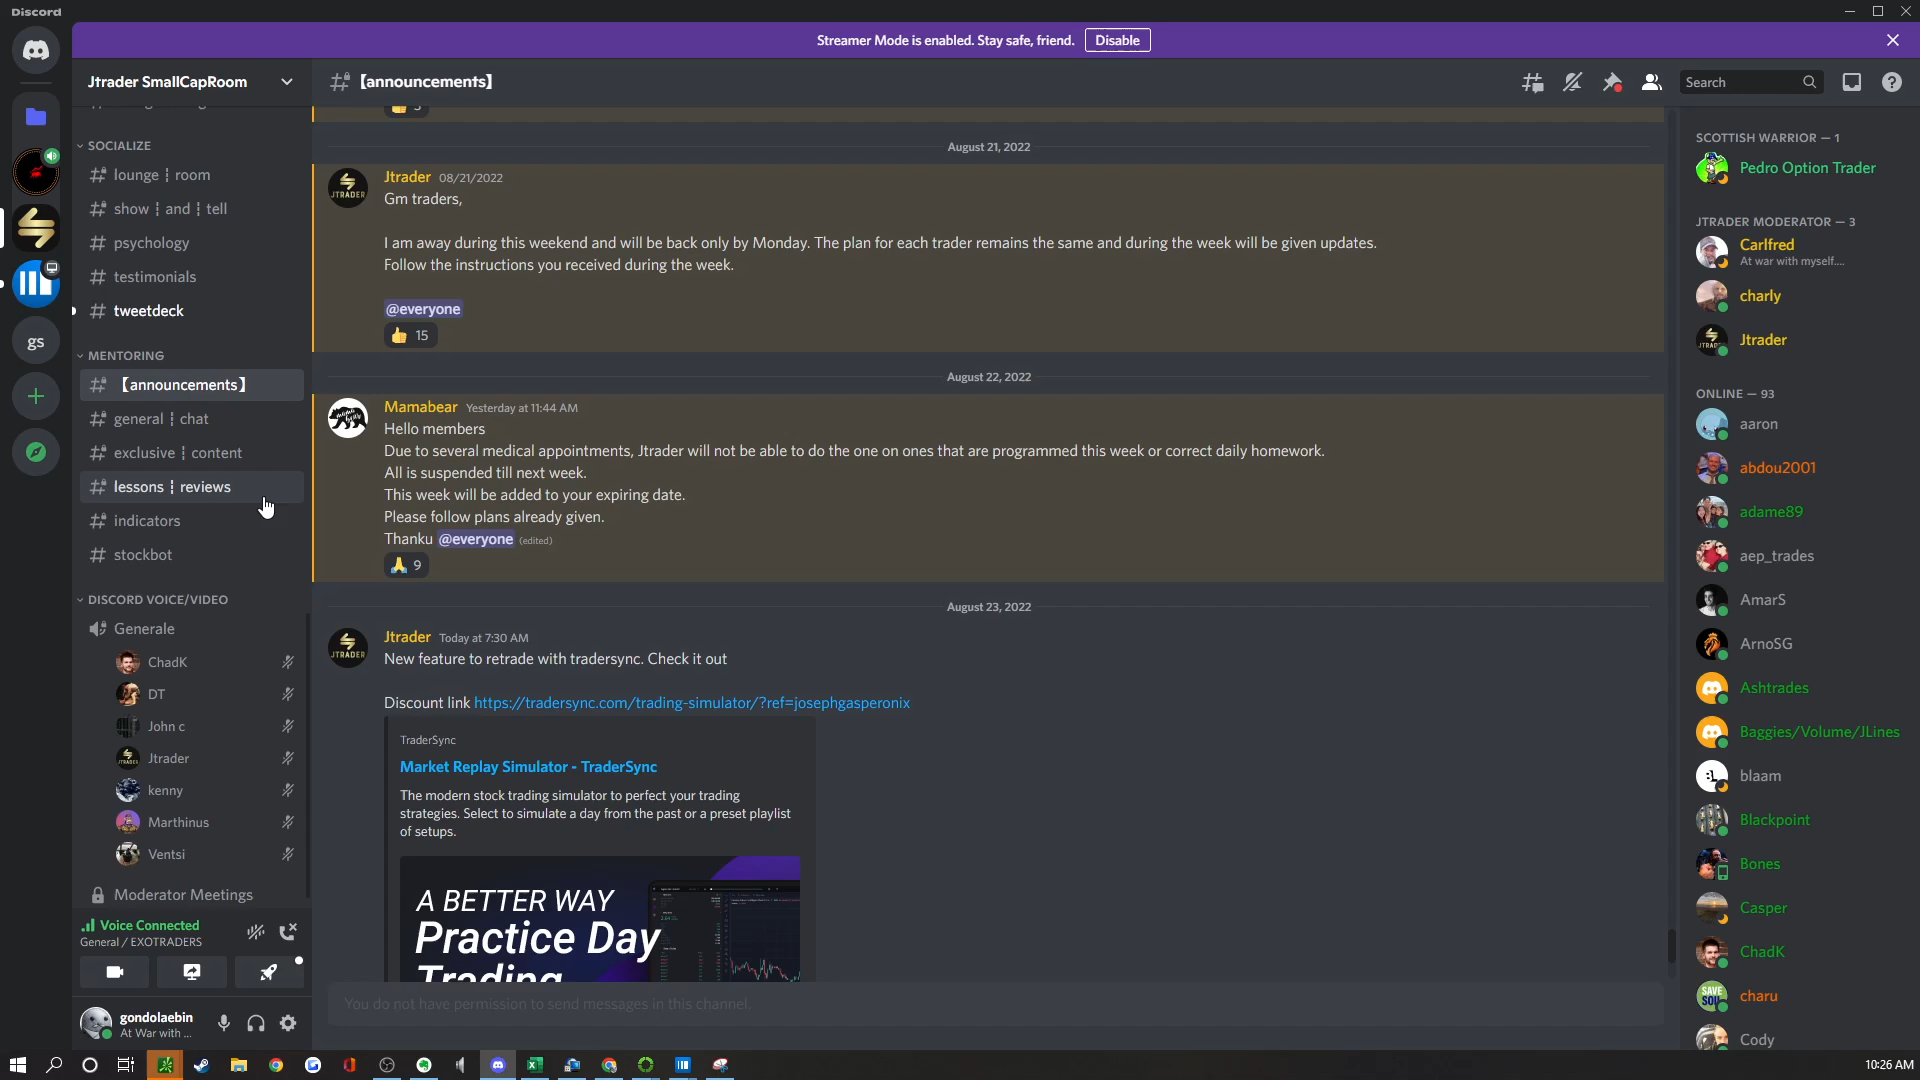 Discord
Streamer Mode is enabled. Stay safe, friend.
Disable
Jtrader SmallCapRoom
【announcements】
Search
SOCIALIZE
lounge ┆ room
show ┆ and ┆ tell
psychology
testimonials
tweetdeck
MENTORING
【announcements】
general ┆ chat
exclusive ┆ content
lessons ┆ reviews
indicators
stockbot
DISCORD VOICE/VIDEO
Generale
ChadK
DT
John c
Jtrader
kenny
Marthinus
Ventsi
Moderator Meetings
Voice Connected
General / EXOTRADERS
gondolaebin
At War with ...
gs
August 21, 2022
JTRADER
Jtrader 08/21/2022
Gm traders,
I am away during this weekend and will be back only by Monday. The plan for each trader remains the same and during the week will be given updates.
Follow the instructions you received during the week.
@everyone
15
August 22, 2022
Mamabear Yesterday at 11:44 AM
Hello members
Due to several medical appointments, Jtrader will not be able to do the one on ones that are programmed this week or correct daily homework.
All is suspended till next week.
This week will be added to your expiring date.
Please follow plans already given.
Thanku @everyone (edited)
9
August 23, 2022
JTRADER
Jtrader Today at 7:30 AM
New feature to retrade with tradersync. Check it out
Discount link https://tradersync.com/trading-simulator/?ref=josephgasperonix
TraderSync
Market Replay Simulator - TraderSync
The modern stock trading simulator to perfect your trading
strategies. Select to simulate a day from the past or a preset playlist
of setups.
A BETTER WAY
Practice Day
Trading
You do not have permission to send messages in this channel.
SCOTTISH WARRIOR — 1
Pedro Option Trader
JTRADER MODERATOR — 3
Carlfred
At war with myself....
charly
Jtrader
ONLINE — 93
aaron
abdou2001
adame89
aep_trades
AmarS
ArnoSG
Ashtrades
Baggies/Volume/JLines
blaam
Blackpoint
Bones
Casper
ChadK
charu
Cody
10:26 AM